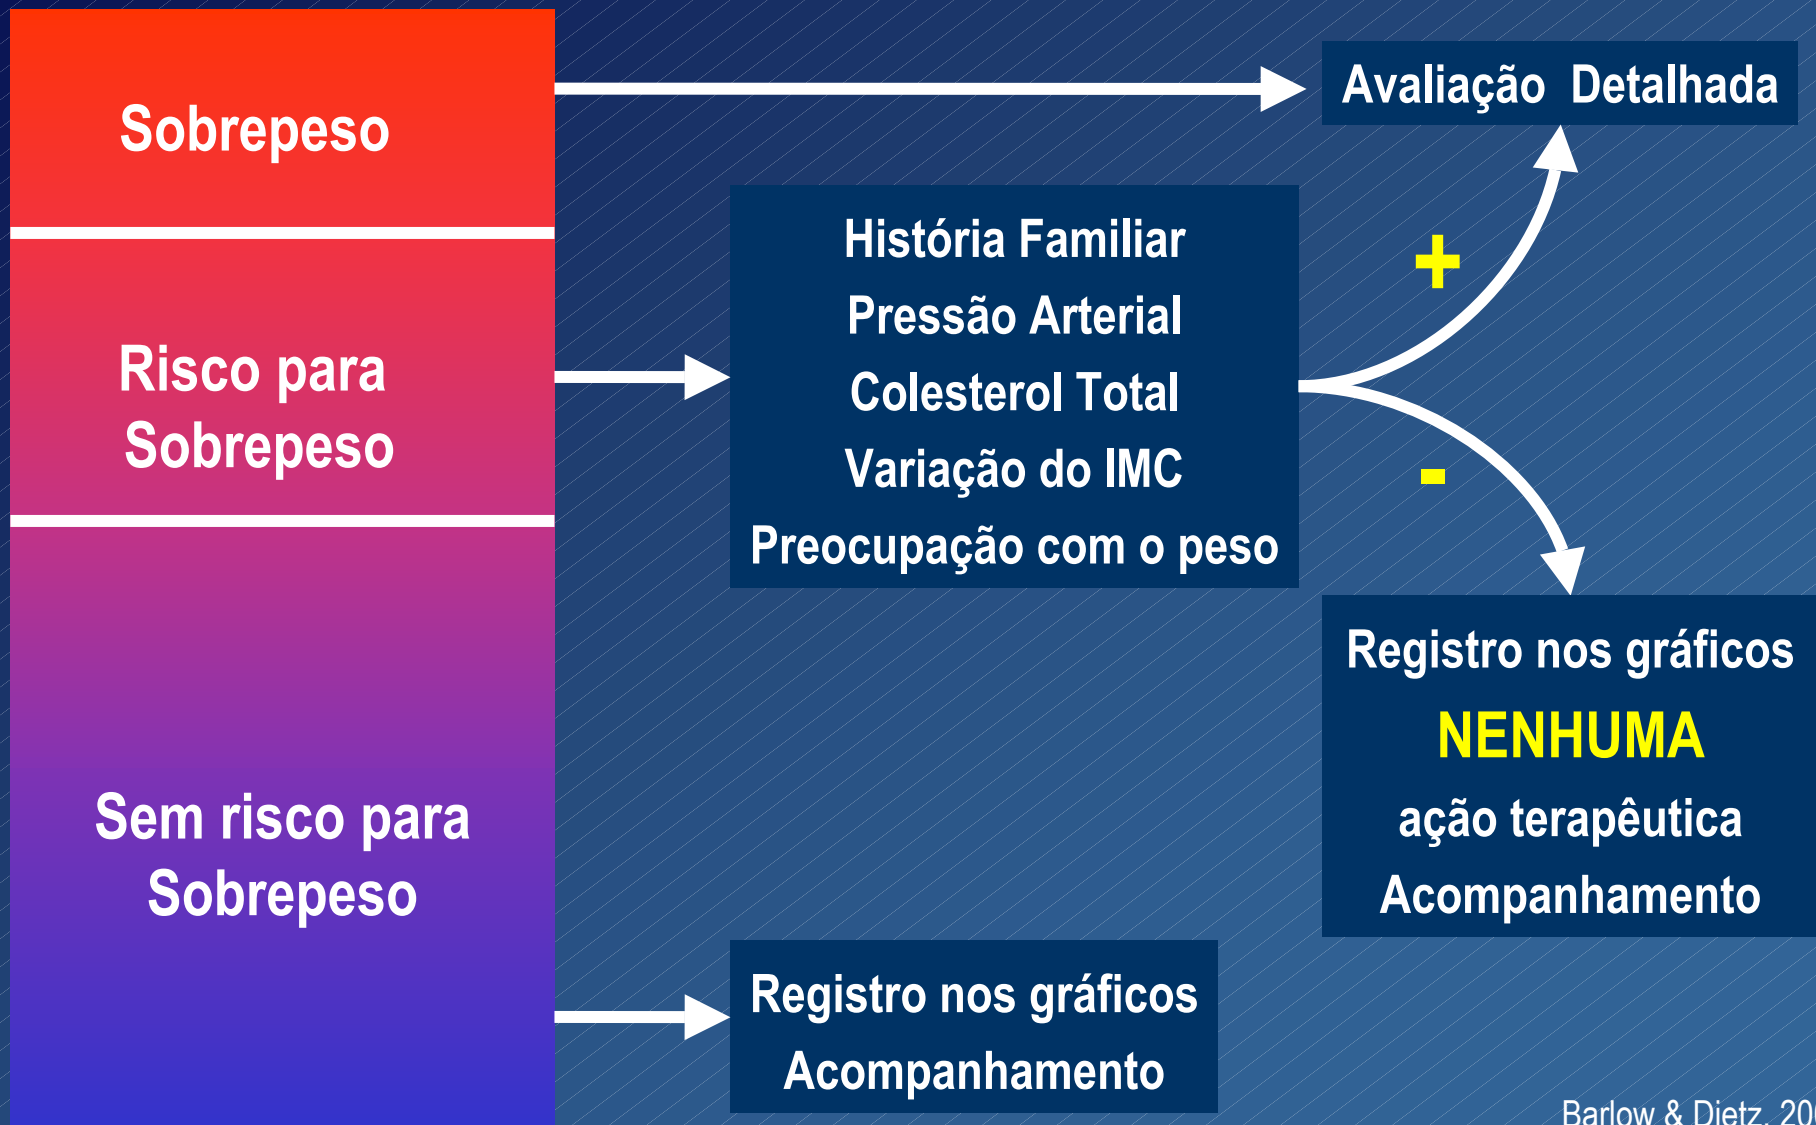 Sobrepeso
Avaliação Detalhada
História Familiar
Pressão Arterial
Colesterol Total
Variação do IMC
Preocupação com o peso
+
-
Risco para
Sobrepeso
Registro nos gráficos
NENHUMA
ação terapêutica
Acompanhamento
Sem risco para
Sobrepeso
Registro nos gráficos
Acompanhamento
Barlow & Dietz,